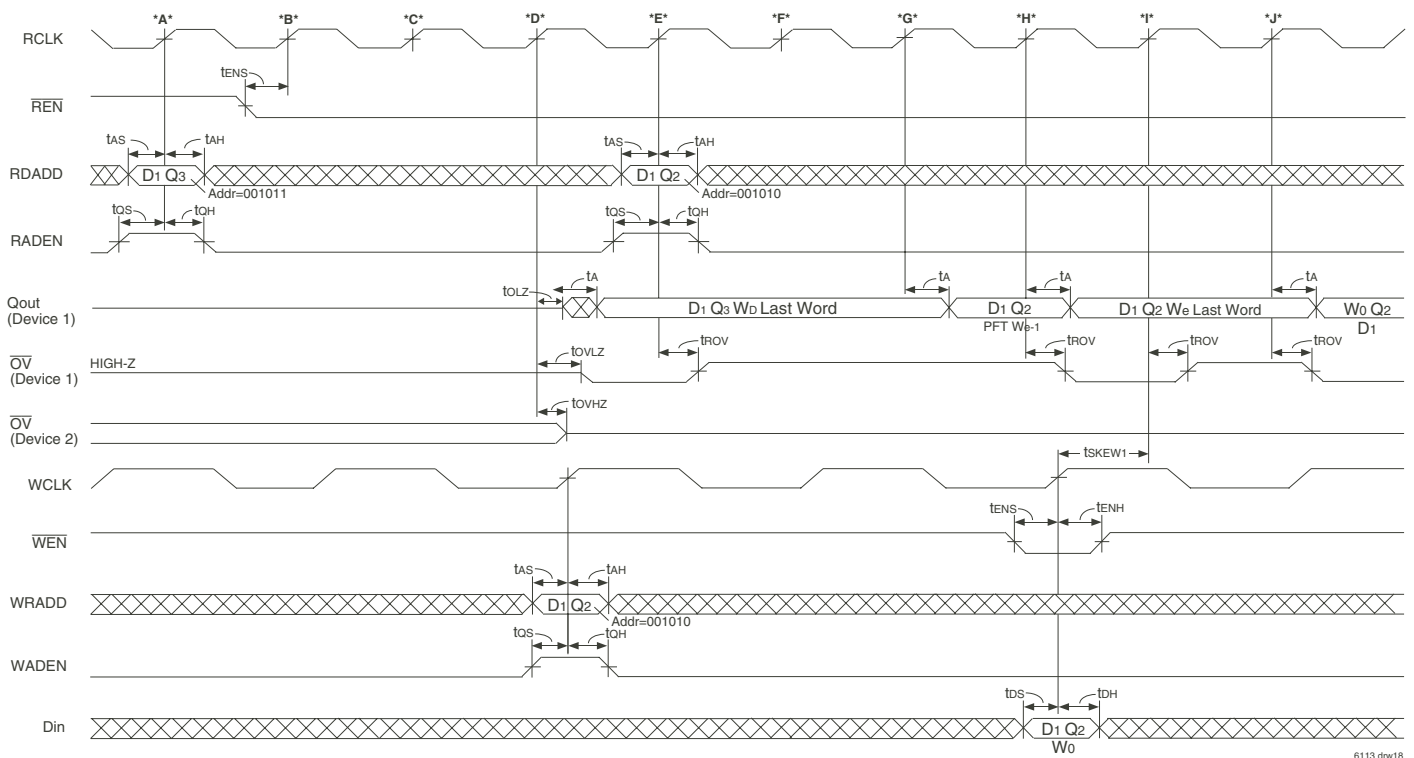 *A* *B* *C* *D* *E* *F* *G* *H* *I* *J*
RCLK
tENS
REN
tAS tAH tAS tAH
RDADD D1 Q3 D1 Q2
Addr=001011 Addr=001010
tQS tQH tQS tQH
RADEN
tA tA tA tA
tOLZ
Qout
(Device 1)
D1 Q3 WD Last Word D1 Q2 D1 Q2 We Last Word W0 Q2
PFT We-1 D1
tOVLZ tROV tROV tROV tROV
OV HIGH-Z
(Device 1)
tOVHZ
OV
(Device 2)
tSKEW1
WCLK
tENS tENH
WEN
tAS tAH
WRADD D1 Q2
Addr=001010
tQS tQH
WADEN
tDS tDH
Din D1 Q2
W0
6113 drw18